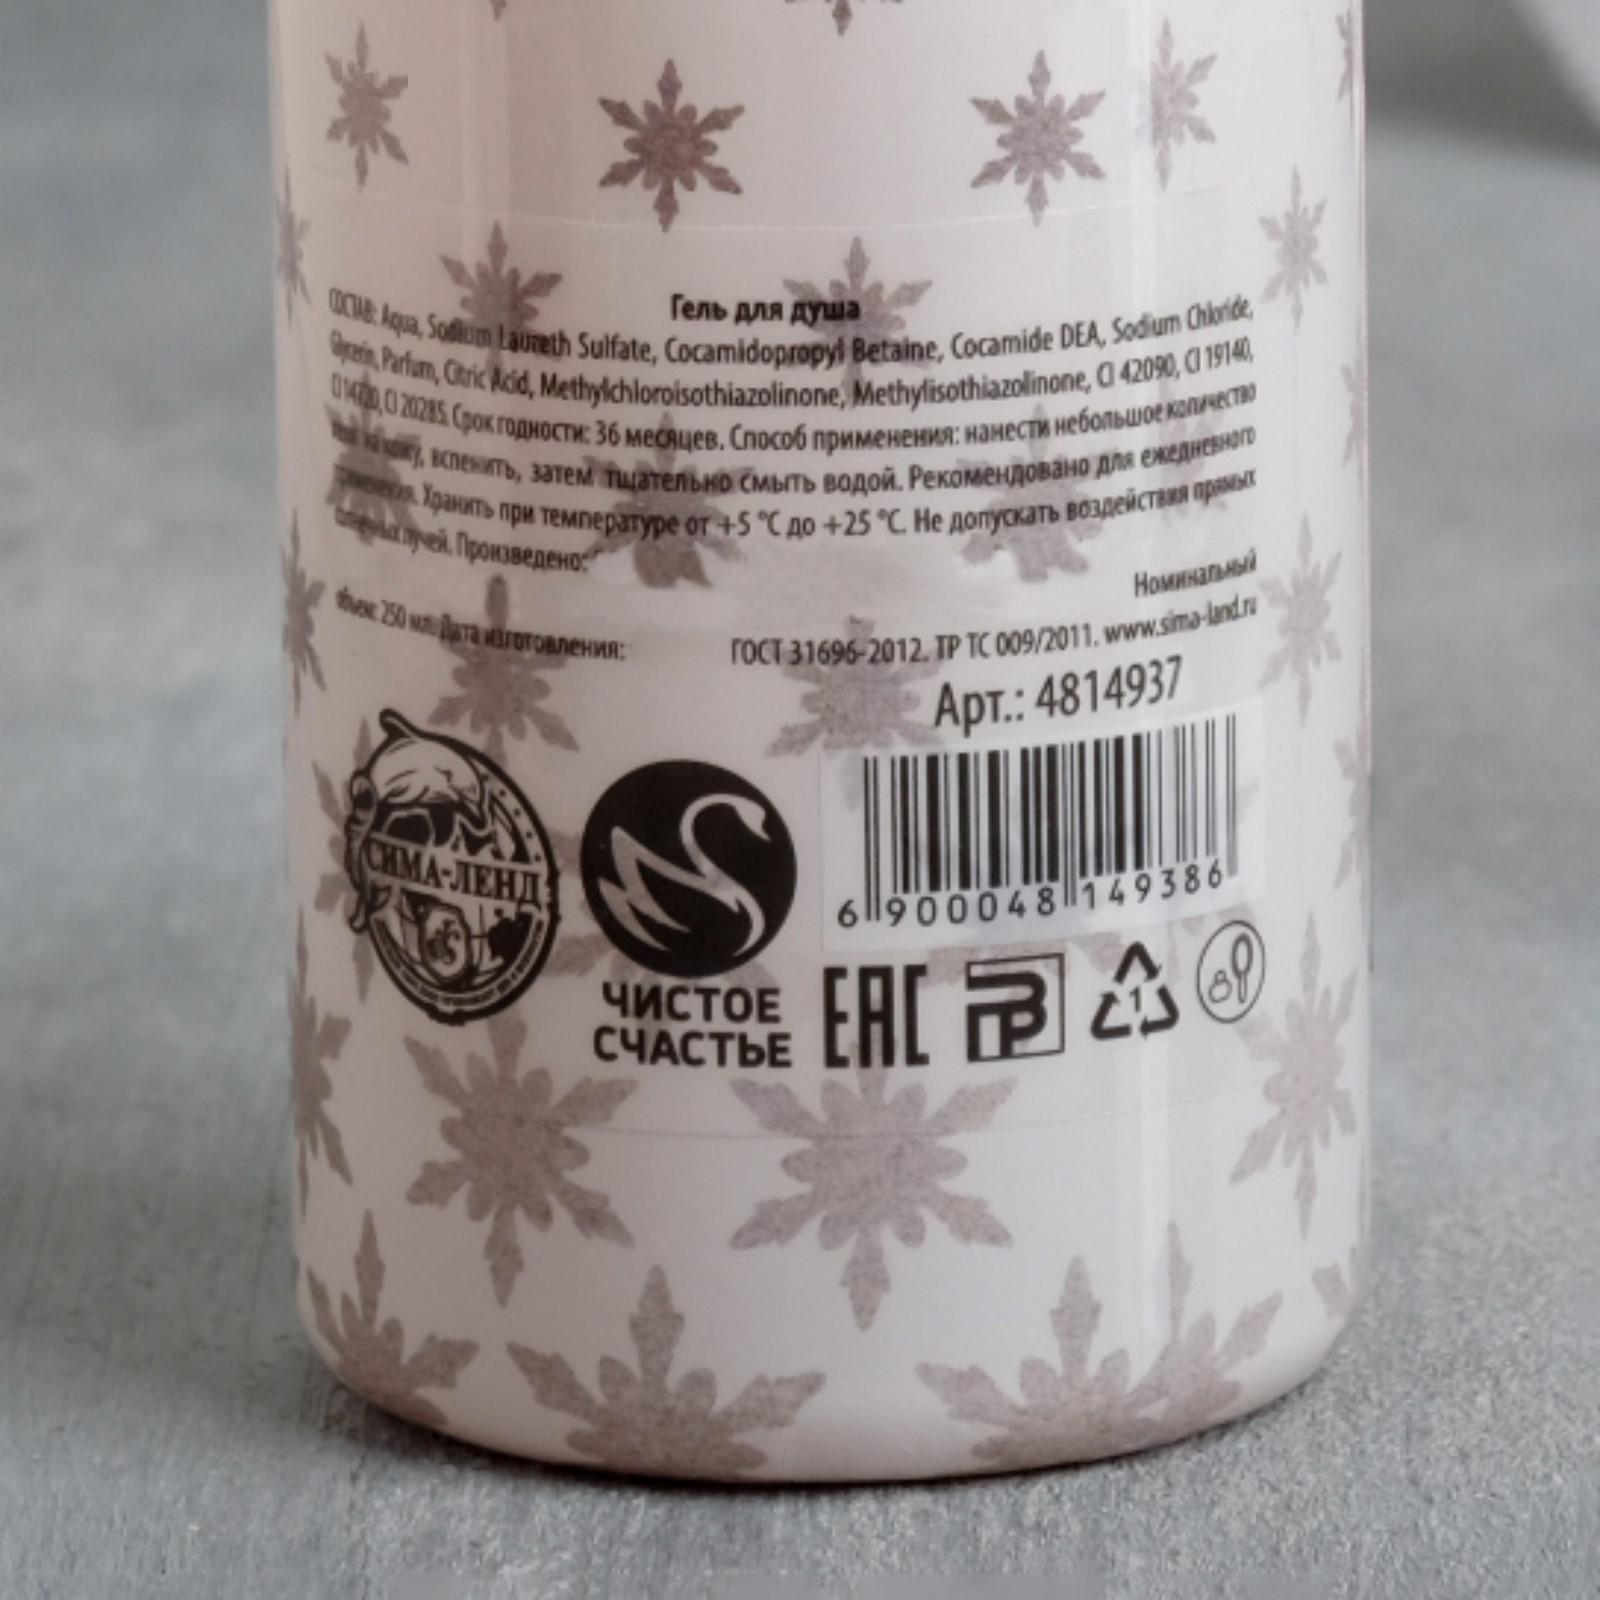 Гель для душа
СОСТАВ: Aqua, Sodium Laureth Sulfate, Cocamidopropyl Betaine, Cocamide DEA, Sodium Chloride,
Glycerin, Parfum, Citric Acid, Methylchloroisothiazolinone, Methylisothiazolinone, CI 42090, CI 19140,
CI 14720, CI 20285. Срок годности: 36 месяцев. Способ применения: нанести небольшое количество
на кожу, вспенить, затем тщательно смыть водой. Рекомендовано для ежедневного
применения. Хранить при температуре от +5 °C до +25 °C. Не допускать воздействия прямых
солнечных лучей. Произведено:
Номинальный
объем: 250 мл. Дата изготовления: ГОСТ 31696-2012. ТР ТС 009/2011. www.sima-land.ru
Арт.: 4814937
6 900048 149386
СИМА-ЛЕНД
ЧИСТОЕ
СЧАСТЬЕ
ЕАС
1